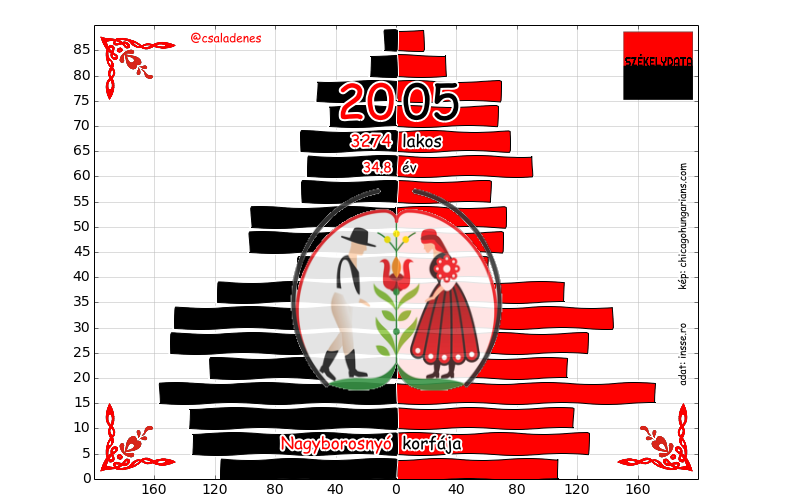 @csaladenes
SZÉKELYDATA
2005
3274 lakos
34.8 év
kép: chicagohungarians.com
adat: insse.ro
Nagyborosnyó korfája
85
80
75
70
65
60
55
50
45
40
35
30
25
20
15
10
5
0
160 120 80 40 0 40 80 120 160